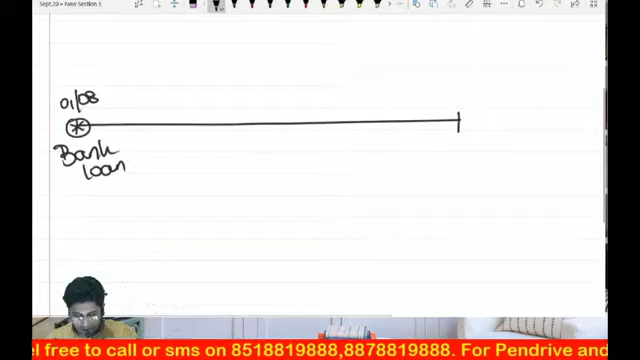 Sept,20 – New Section 3
01/08
Bank
loan
el free to call or sms on 8518819888,8878819888. For Pendrive and